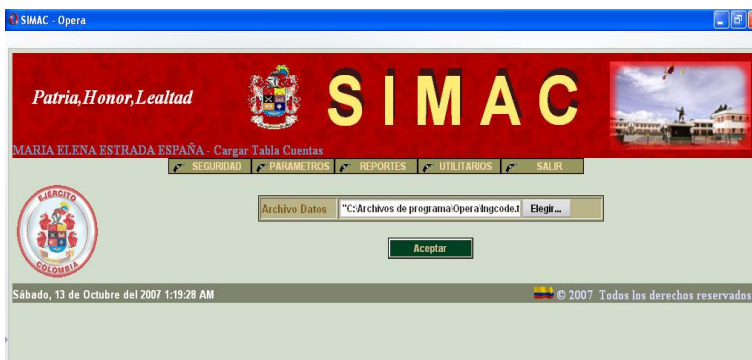 SIMAC - Opera
Patria,Honor,Lealtad
SIMAC
MARIA ELENA ESTRADA ESPAÑA - Cargar Tabla Cuentas
SEGURIDAD PARAMETROS REPORTES UTILITARIOS SALIR
EJERCITO
COLOMBIA
Archivo Datos "C:\Archivos de programa\Opera\lngcode.t Elegir...
Aceptar
Sábado, 13 de Octubre del 2007 1:19:28 AM
© 2007 Todos los derechos reservados